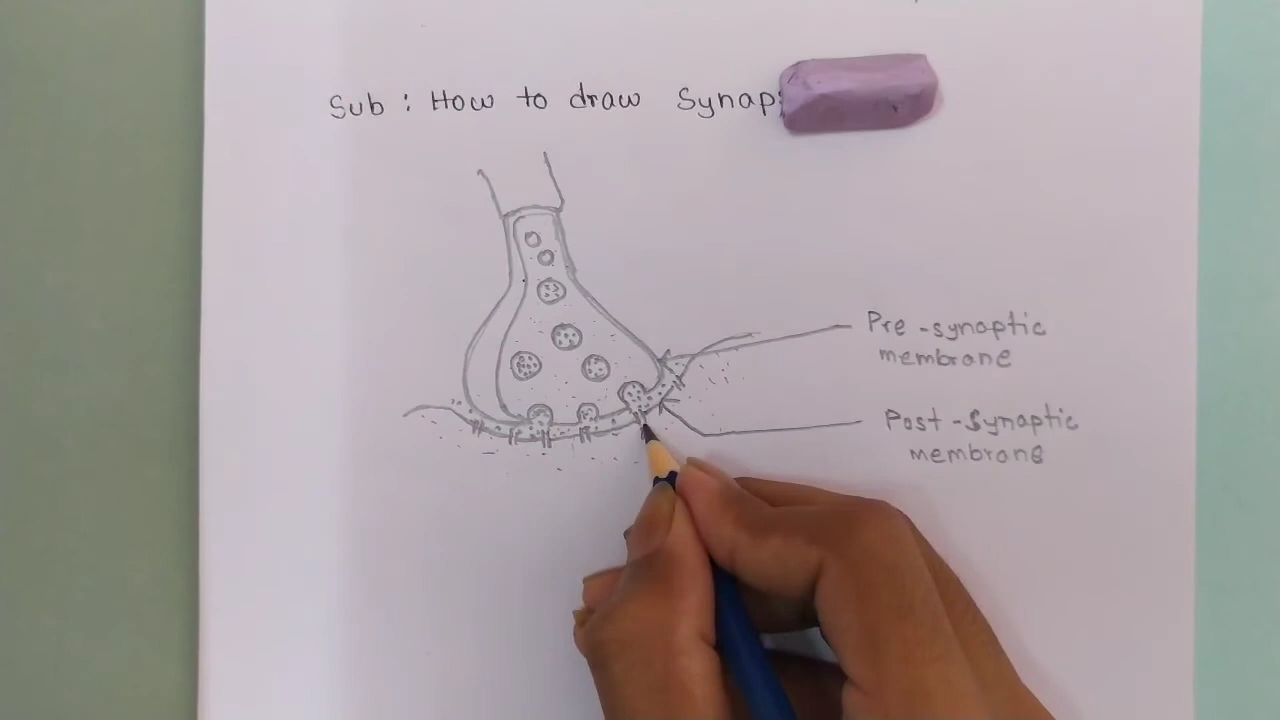 Sub : How to draw Synap
Pre -synaptic
membrane
Post -Synaptic
membrane